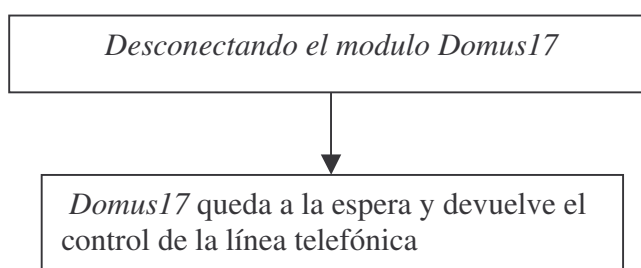 Desconectando el modulo Domus17
Domus17 queda a la espera y devuelve el
control de la línea telefónica